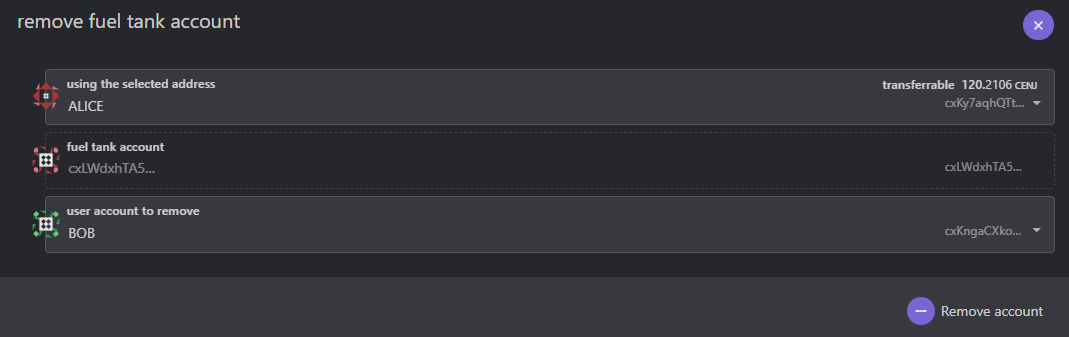 remove fuel tank account
using the selected address
transferrable 120.2106 CENJ
ALICE
cxKy7aqhQTt...
fuel tank account
cxLWdxhTA5...
cxLWdxhTA5...
user account to remove
BOB
cxKngaCXko...
Remove account